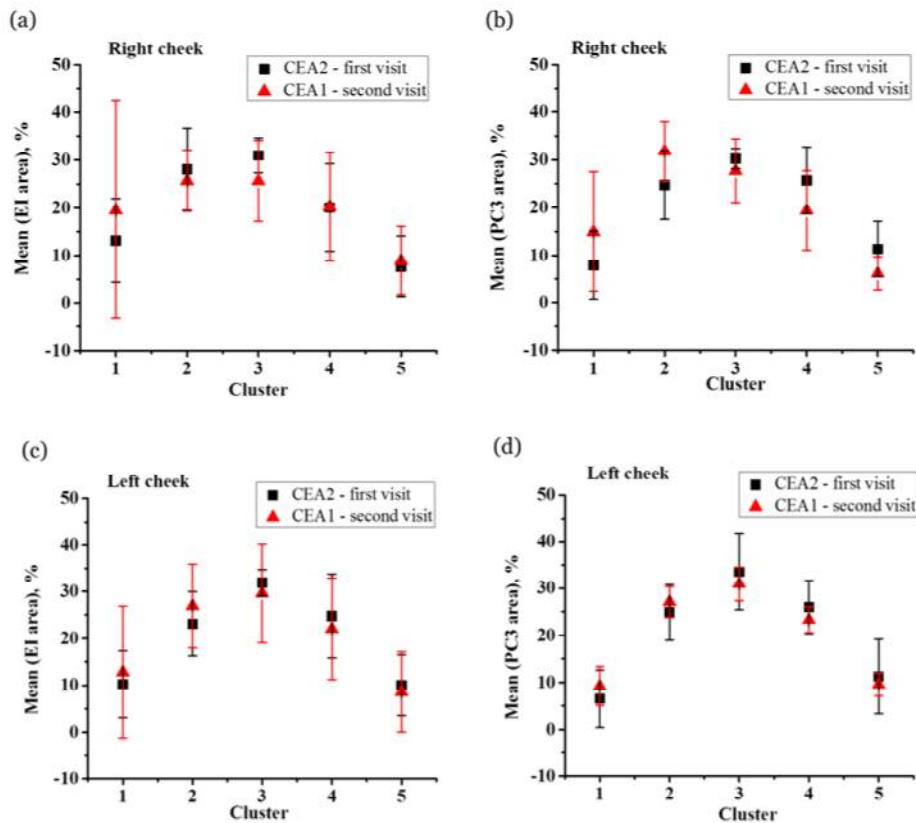 (a)
Right cheek
CEA2 - first visit
CEA1 - second visit
Mean (EI area), %
50
40
30
20
10
0
-10
1 2 3 4 5
Cluster
(b)
Right cheek
CEA2 - first visit
CEA1 - second visit
Mean (PC3 area), %
50
40
30
20
10
0
-10
1 2 3 4 5
Cluster
(c)
Left cheek
CEA2 - first visit
CEA1 - second visit
Mean (EI area), %
50
40
30
20
10
0
-10
1 2 3 4 5
Cluster
(d)
Left cheek
CEA2 - first visit
CEA1 - second visit
Mean (PC3 area), %
50
40
30
20
10
0
-10
1 2 3 4 5
Cluster